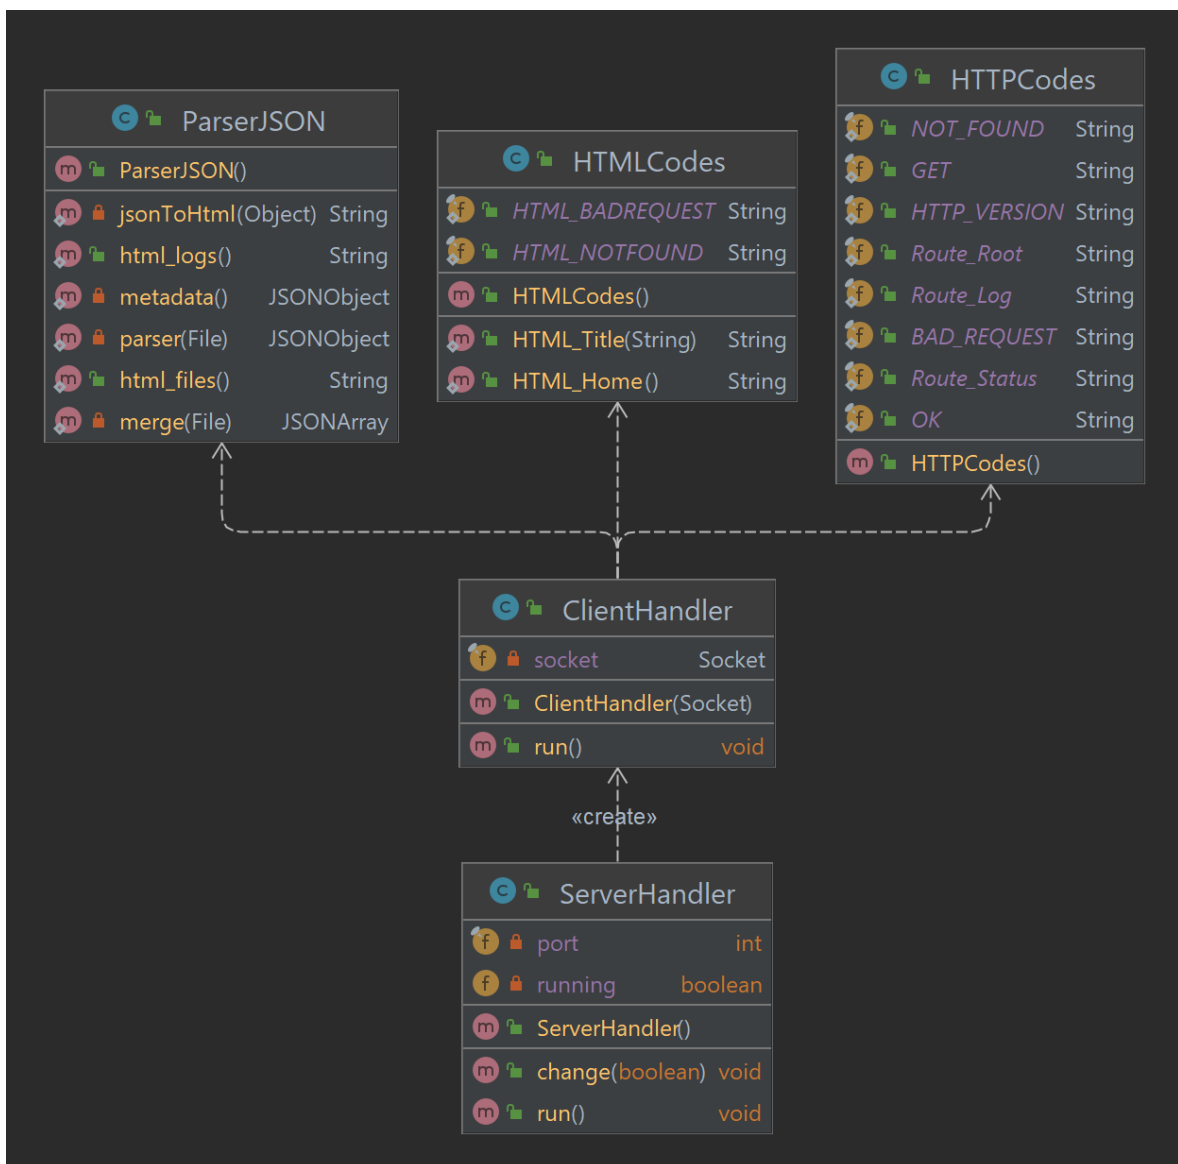 ParserJSON
ParserJSON()
jsonToHtml(Object) String
html_logs() String
metadata() JSONObject
parser(File) JSONObject
html_files() String
merge(File) JSONArray
HTMLCodes
HTML_BADREQUEST String
HTML_NOTFOUND String
HTMLCodes()
HTML_Title(String) String
HTML_Home() String
HTTPCodes
NOT_FOUND String
GET String
HTTP_VERSION String
Route_Root String
Route_Log String
BAD_REQUEST String
Route_Status String
OK String
HTTPCodes()
ClientHandler
socket Socket
ClientHandler(Socket)
run() void
«create»
ServerHandler
port int
running boolean
ServerHandler()
change(boolean) void
run() void